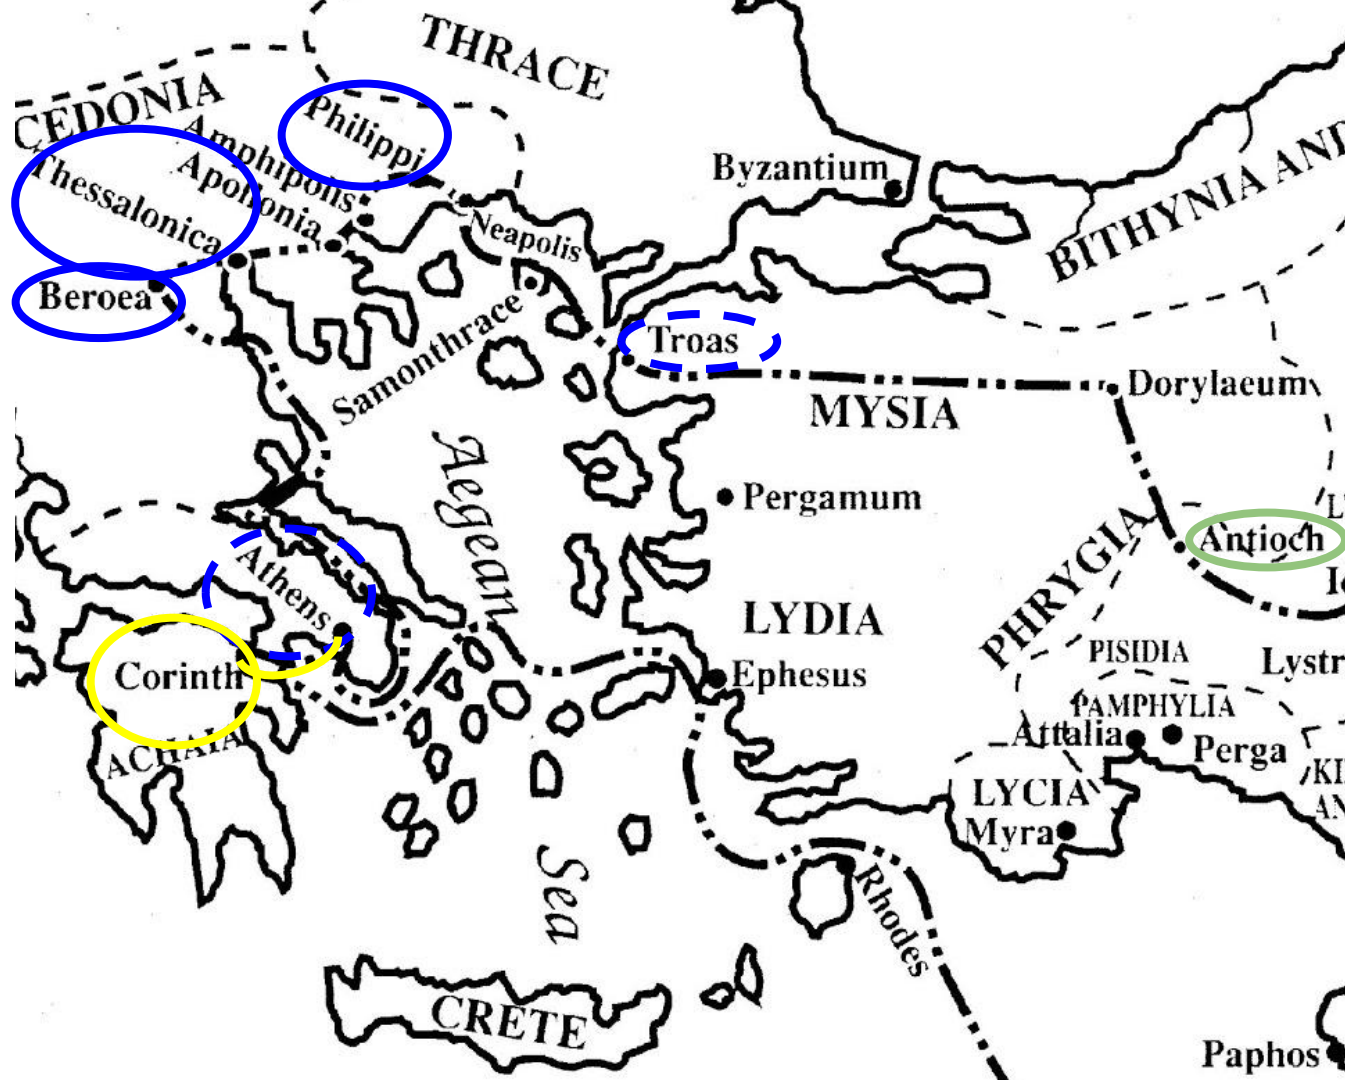 THRACE
CEDONIA
Philippi
Amphipolis
Apollonia
Thessalonica
Byzantium
BITHYNIA AND
Neapolis
Beroea
Samonthrace
Troas
Dorylaeum
MYSIA
Aegean
Pergamum
PHRYGIA
Antioch
Athens
LYDIA
PISIDIA
Lystr
Corinth
Ephesus
PAMPHYLIA
Attalia
Perga
ACHAIA
LYCIA
Myra
Sea
Rhodes
CRETE
Paphos